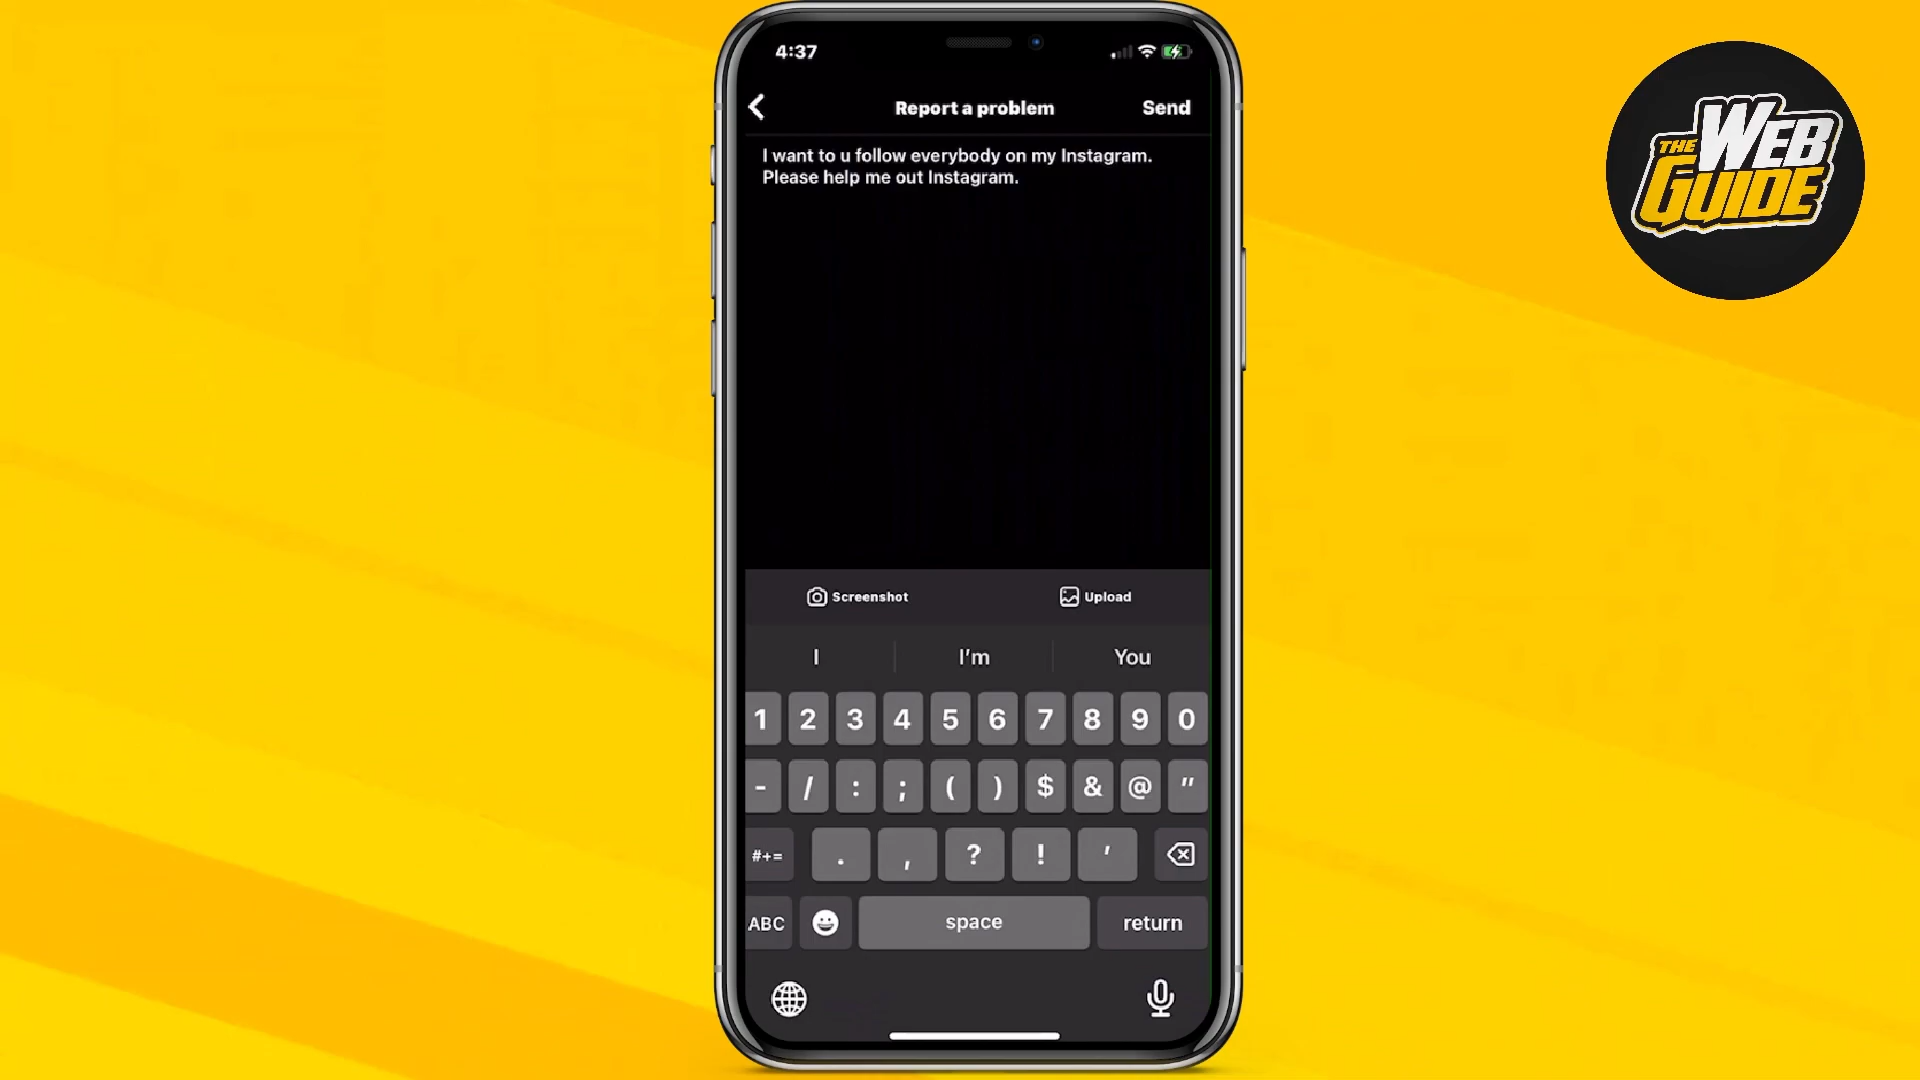 4:37
THE WEB GUIDE
Report a problem
Send
I want to u follow everybody on my Instagram.
Please help me out Instagram.
Screenshot
Upload
I
I'm
You
1 2 3 4 5 6 7 8 9 0
- / : ; ( ) $ & @ "
#+= . , ? ! '
ABC space return